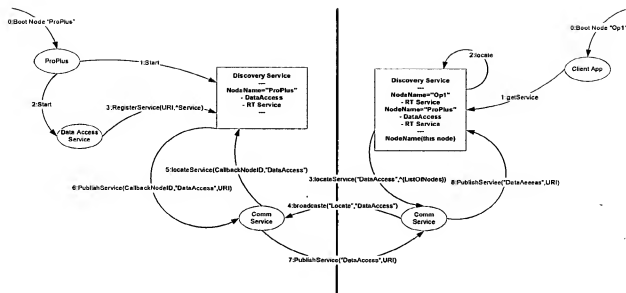 0:Boot Node "ProPlus"
ProPlus
1:Start
2:Start
Data Access
Service
3:RegisterService(URI,"Service)
Discovery Service
---
NodeName="ProPlus"
- DataAccess
- RT Service
---
5:locateService(CallbackNodeID,"DataAccess")
6:PublishService(CallbackNodeID,"DataAccess",URI)
Comm
Service
4:broadcaste("Locate","DataAccess")
7:PublishService("DataAccess",URI)
0:Boot Node "Op1"
Client App
2:locate
1:getService
Discovery Service
---
NodeName="Op1"
- RT Service
NodeName="ProPlus"
- DataAccess
- RT Service
---
NodeName(this node)
3:locateService("DataAccess",^{ListOfNodes})
8:PublishService("DataAccess",URI)
Comm
Service